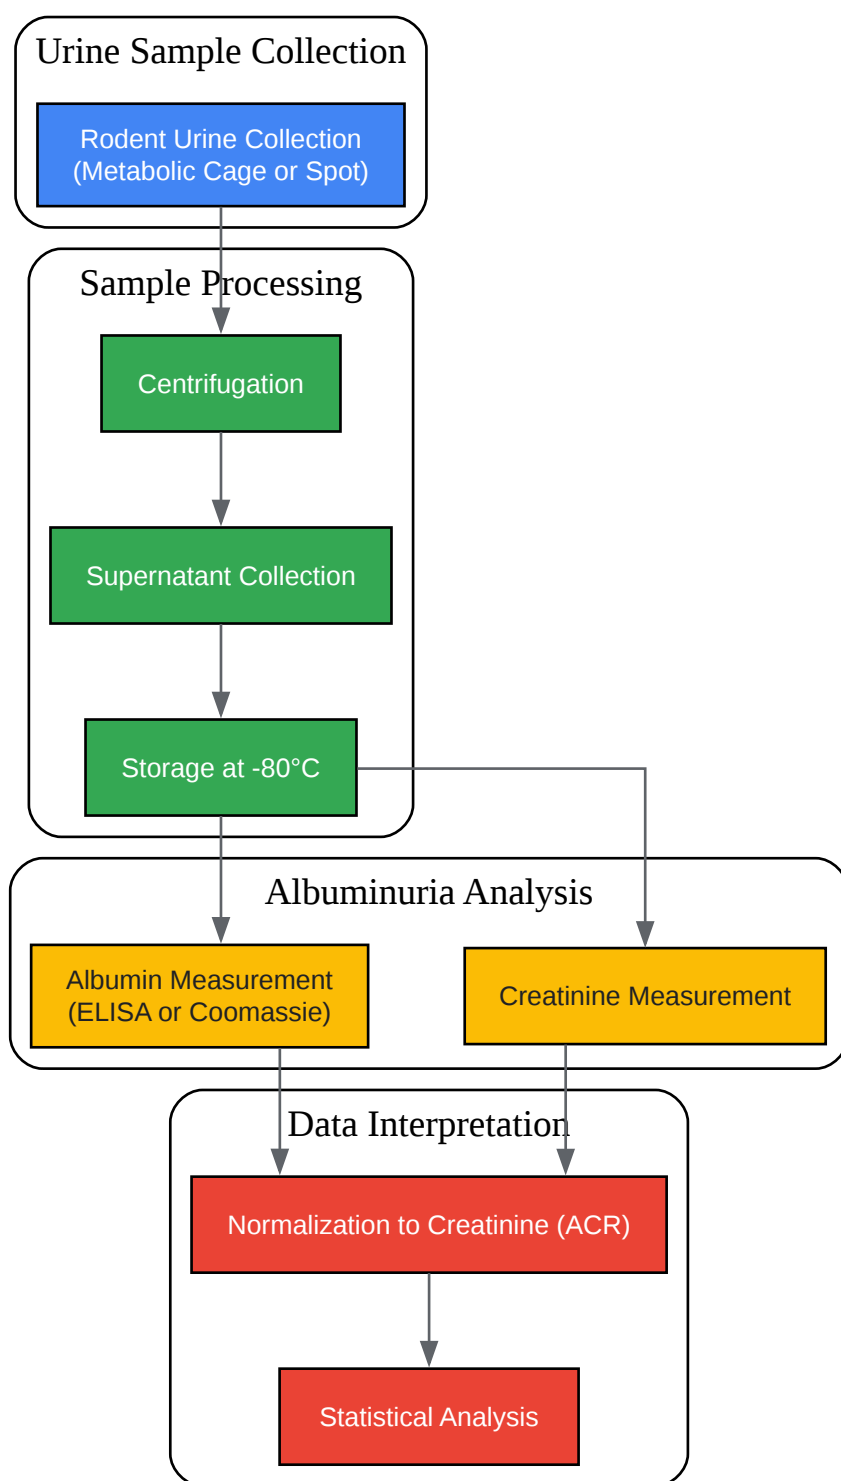 Urine Sample Collection
Rodent Urine Collection
(Metabolic Cage or Spot)
Sample Processing
Centrifugation
Supernatant Collection
Storage at -80°C
Albuminuria Analysis
Albumin Measurement
(ELISA or Coomassie)
Creatinine Measurement
Data Interpretation
Normalization to Creatinine (ACR)
Statistical Analysis